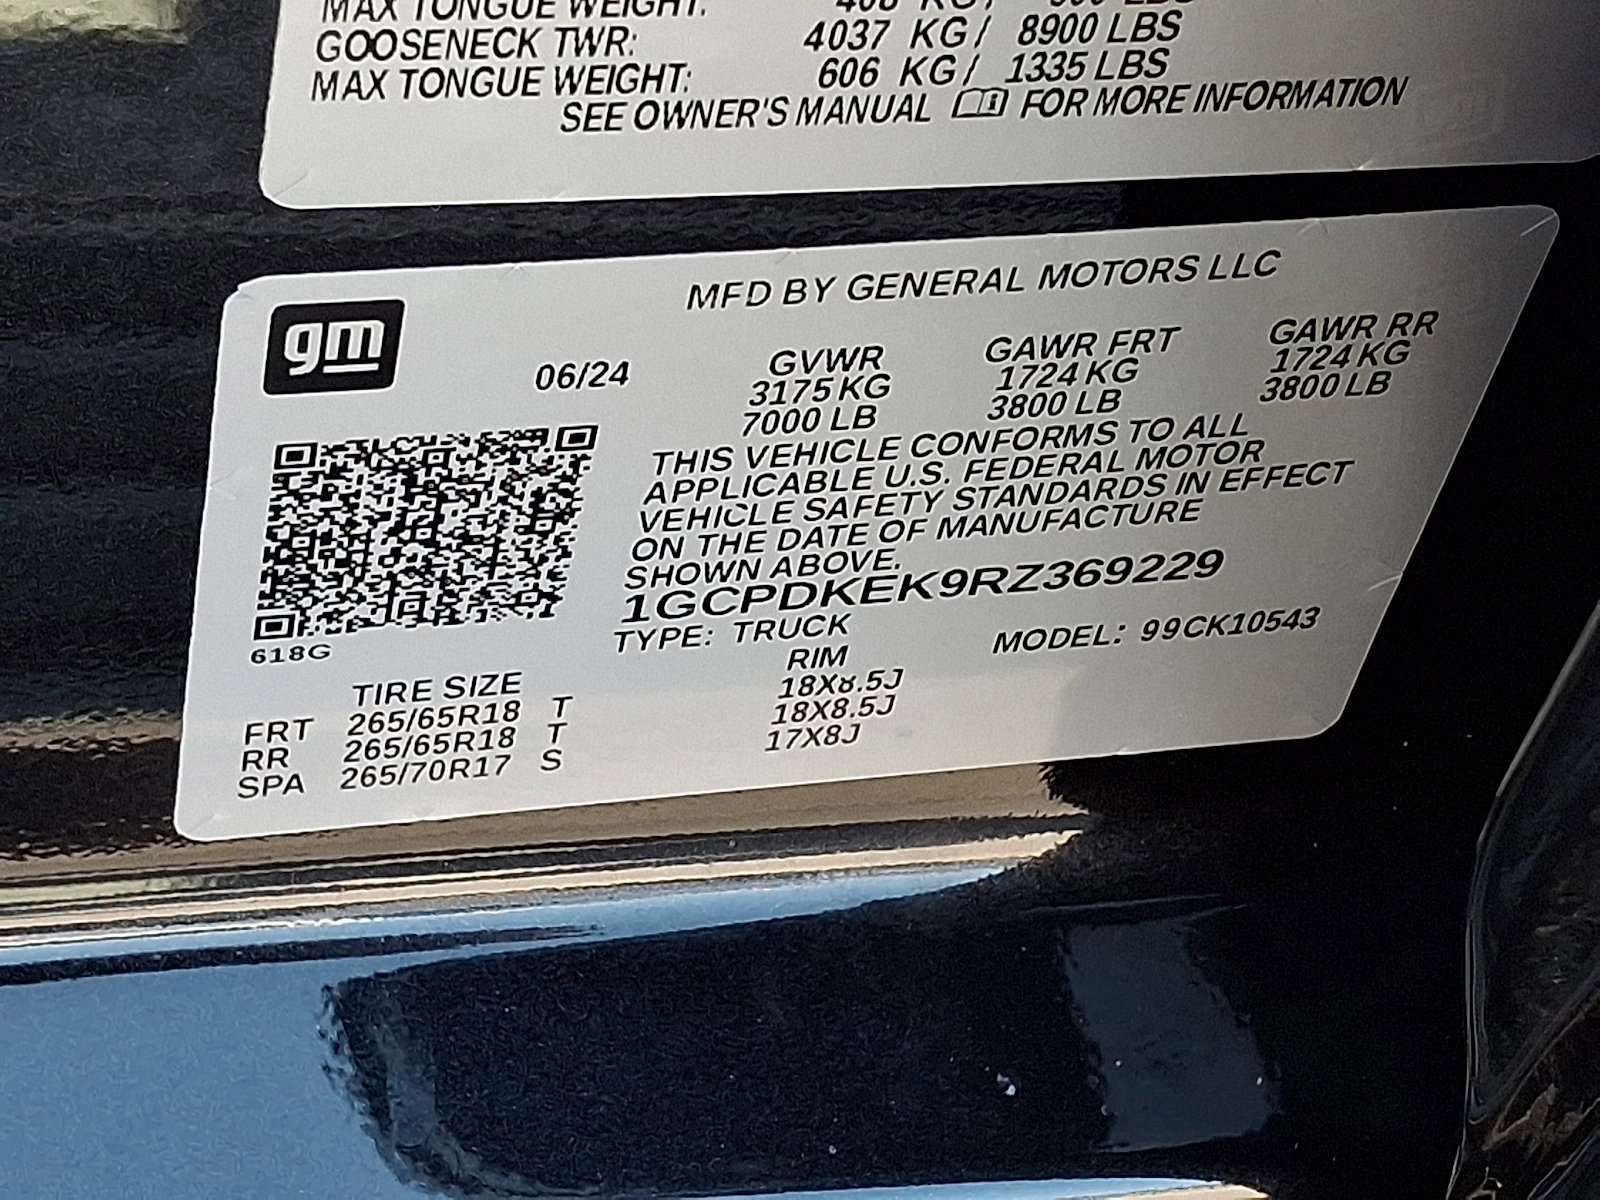 MAX TONGUE WEIGHT: 408 KG/ 900 LBS
GOOSENECK TWR: 4037 KG/ 8900 LBS
MAX TONGUE WEIGHT: 606 KG/ 1335 LBS
SEE OWNER'S MANUAL FOR MORE INFORMATION
gm
MFD BY GENERAL MOTORS LLC
06/24 GVWR GAWR FRT GAWR RR
3175 KG 1724 KG 1724 KG
7000 LB 3800 LB 3800 LB
THIS VEHICLE CONFORMS TO ALL
APPLICABLE U.S. FEDERAL MOTOR
VEHICLE SAFETY STANDARDS IN EFFECT
ON THE DATE OF MANUFACTURE
SHOWN ABOVE.
1GCPDKEK9RZ369229
618G
TYPE: TRUCK MODEL: 99CK10543
TIRE SIZE RIM
FRT 265/65R18 T 18X8.5J
RR 265/65R18 T 18X8.5J
SPA 265/70R17 S 17X8J